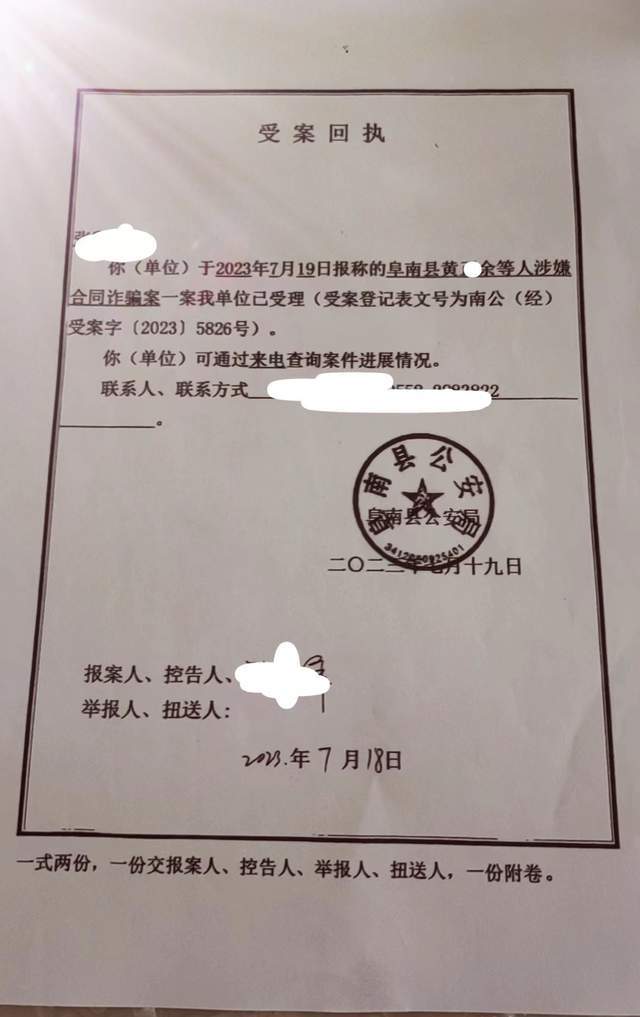 受案回执
张
你（单位）于2023年7月19日报称的阜南县黄 余等人涉嫌
合同诈骗案一案我单位已受理（受案登记表文号为南公（经）
受案字〔2023〕5826号）。
你（单位）可通过来电查询案件进展情况。
联系人、联系方式
。
阜南县公安局
阜南县公安局
二〇二三年七月十九日
报案人、控告人、
举报人、扭送人：
2023.年7月18日
一式两份，一份交报案人、控告人、举报人、扭送人，一份附卷。